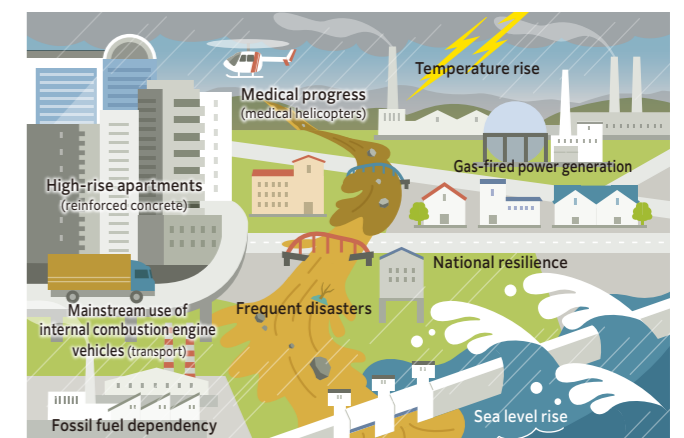 Temperature rise
Medical progress
(medical helicopters)
Gas-fired power generation
High-rise apartments
(reinforced concrete)
National resilience
Mainstream use of
internal combustion engine
vehicles (transport)
Frequent disasters
Sea level rise
Fossil fuel dependency